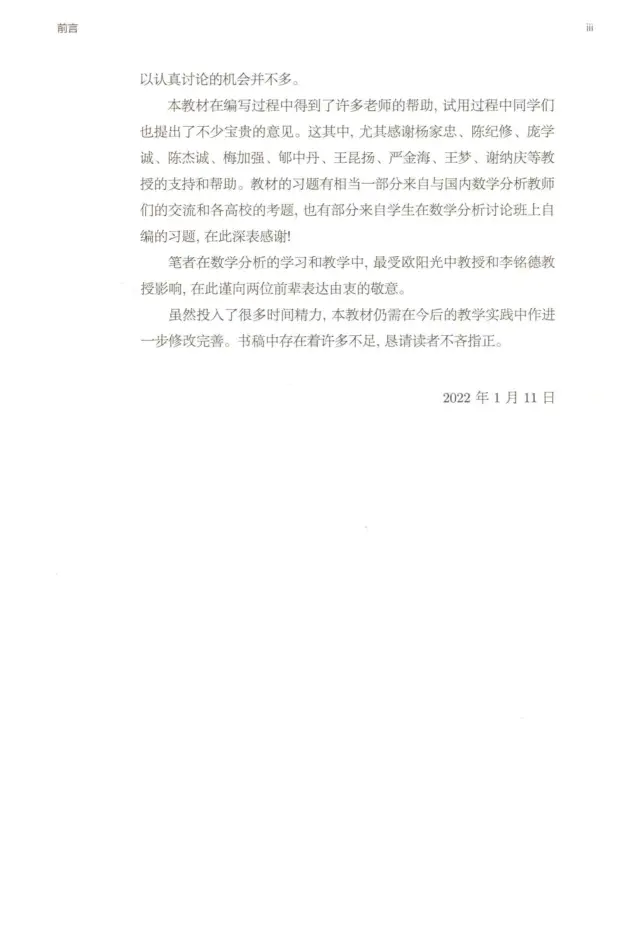 前言
iii
以认真讨论的机会并不多。
本教材在编写过程中得到了许多老师的帮助, 试用过程中同学们
也提出了不少宝贵的意见。这其中, 尤其感谢杨家忠、陈纪修、庞学
诚、陈杰诚、梅加强、郇中丹、王昆扬、严金海、王梦、谢纳庆等教
授的支持和帮助。教材的习题有相当一部分来自与国内数学分析教师
们的交流和各高校的考题, 也有部分来自学生在数学分析讨论班上自
编的习题, 在此深表感谢!
笔者在数学分析的学习和教学中, 最受欧阳光中教授和李铭德教
授影响, 在此谨向两位前辈表达由衷的敬意。
虽然投入了很多时间精力, 本教材仍需在今后的教学实践中作进
一步修改完善。书稿中存在着许多不足, 恳请读者不吝指正。
2022 年 1 月 11 日